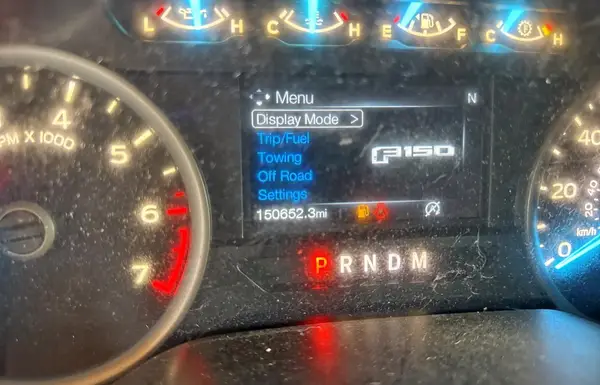 L H C H E F C H
Menu N
Display Mode >
Trip/Fuel
F150
Towing
Off Road
Settings
150652.3mi
4
5
6
7
PM X 1000
40
20
0
km/h
P R N D M